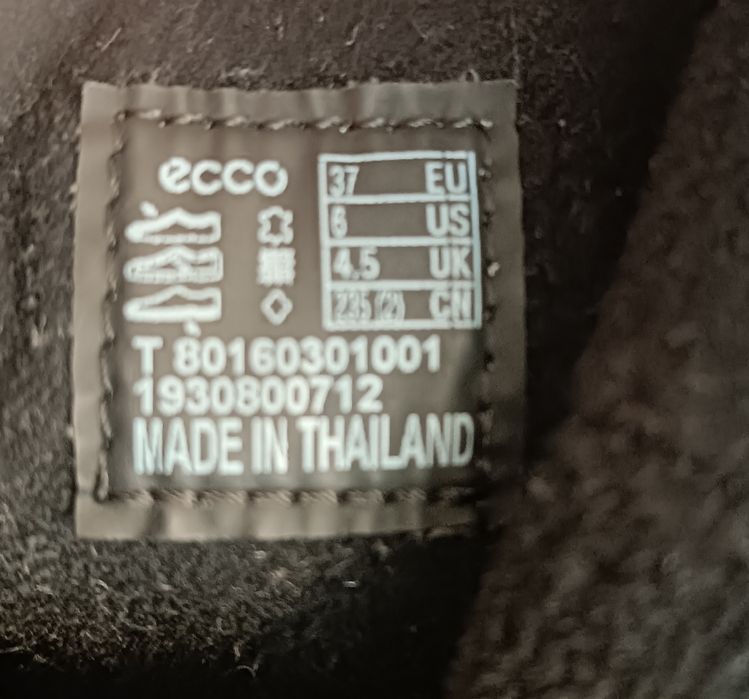 ecco
37 EU
6 US
4.5 UK
235 (2) CN
T 80160301001
1930800712
MADE IN THAILAND